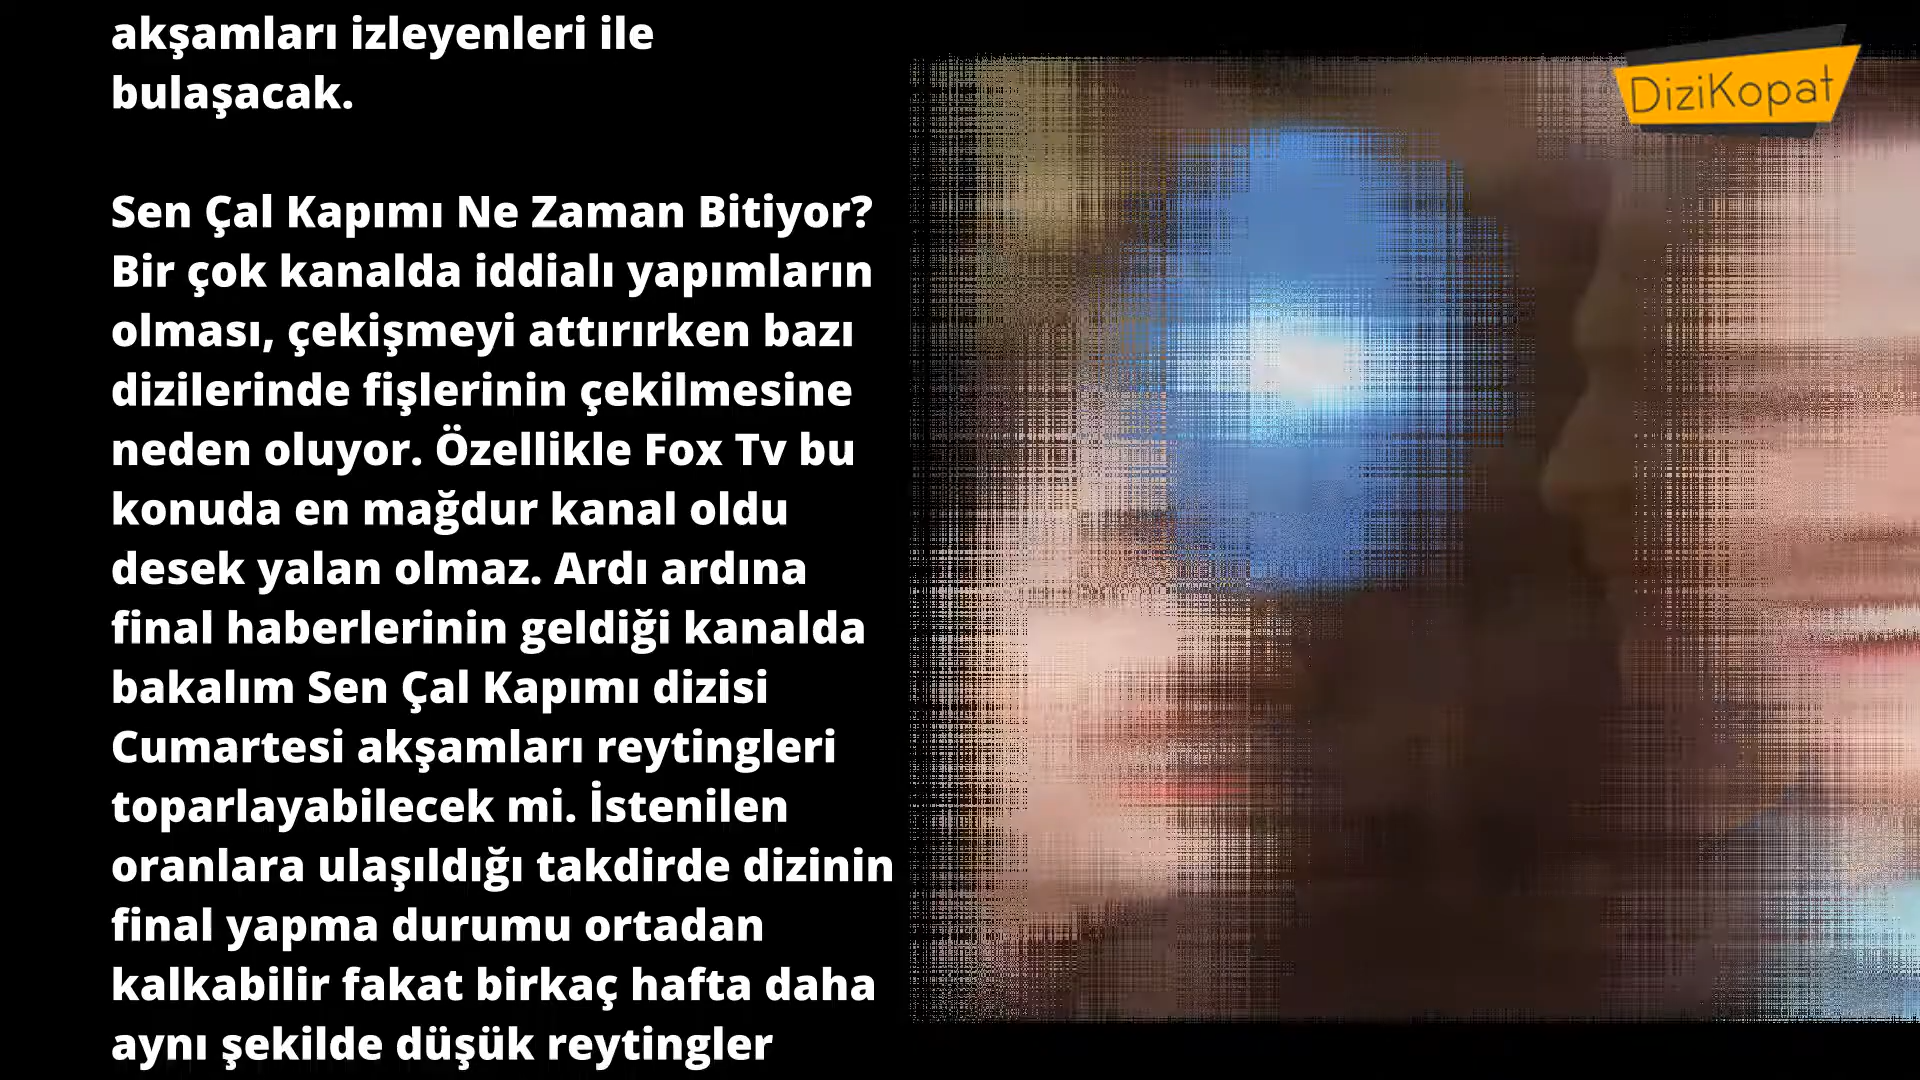 akşamları izleyenleri ile
bulaşacak.
Sen Çal Kapımı Ne Zaman Bitiyor?
Bir çok kanalda iddialı yapımların
olması, çekişmeyi attırırken bazı
dizilerinde fişlerinin çekilmesine
neden oluyor. Özellikle Fox Tv bu
konuda en mağdur kanal oldu
desek yalan olmaz. Ardı ardına
final haberlerinin geldiği kanalda
bakalım Sen Çal Kapımı dizisi
Cumartesi akşamları reytingleri
toparlayabilecek mi. İstenilen
oranlara ulaşıldığı takdirde dizinin
final yapma durumu ortadan
kalkabilir fakat birkaç hafta daha
aynı şekilde düşük reytingler
DiziKopat